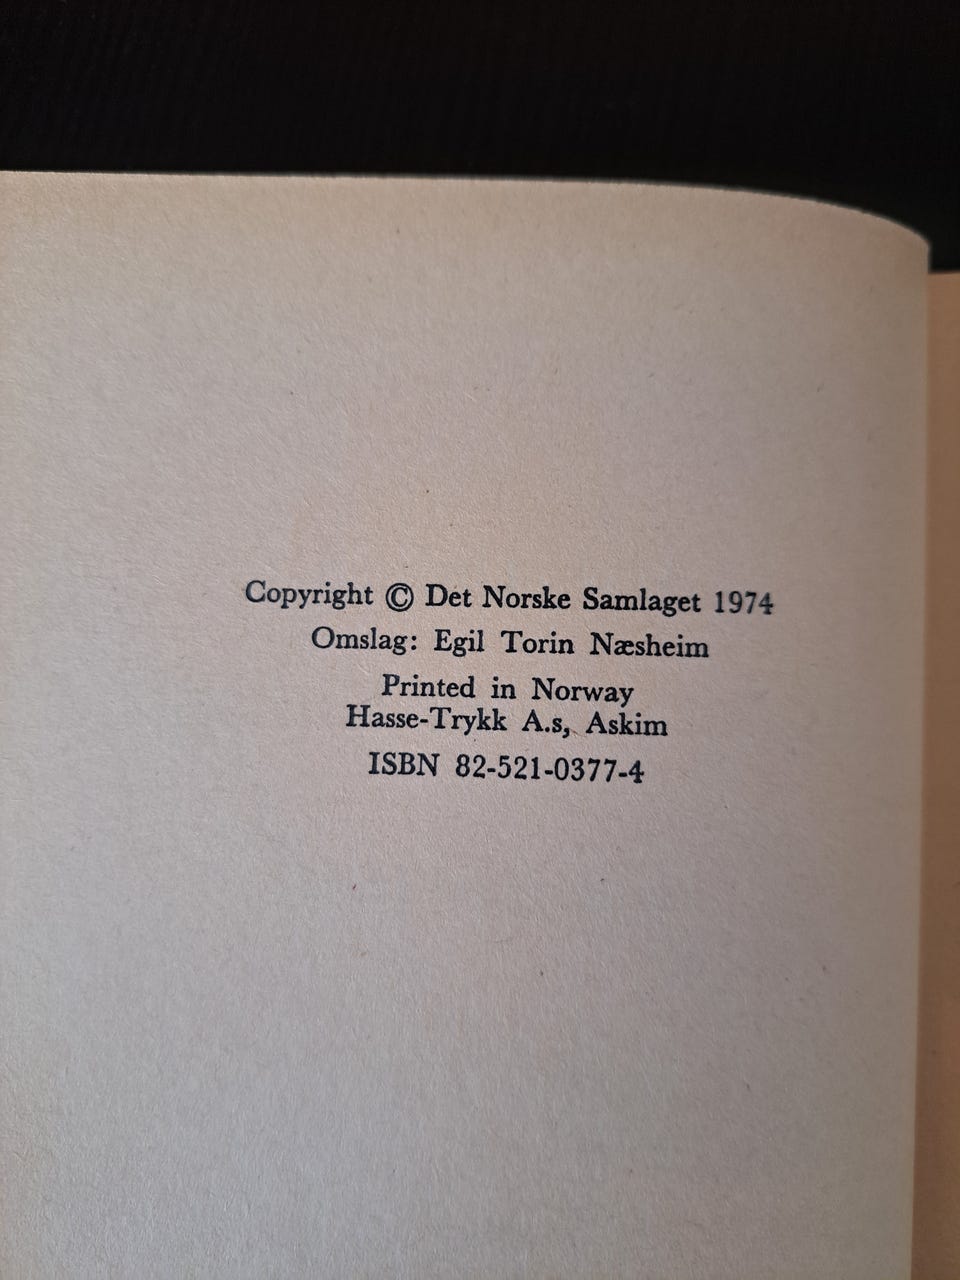 Copyright © Det Norske Samlaget 1974
Omslag: Egil Torin Næsheim
Printed in Norway
Hasse-Trykk A.s, Askim
ISBN 82-521-0377-4